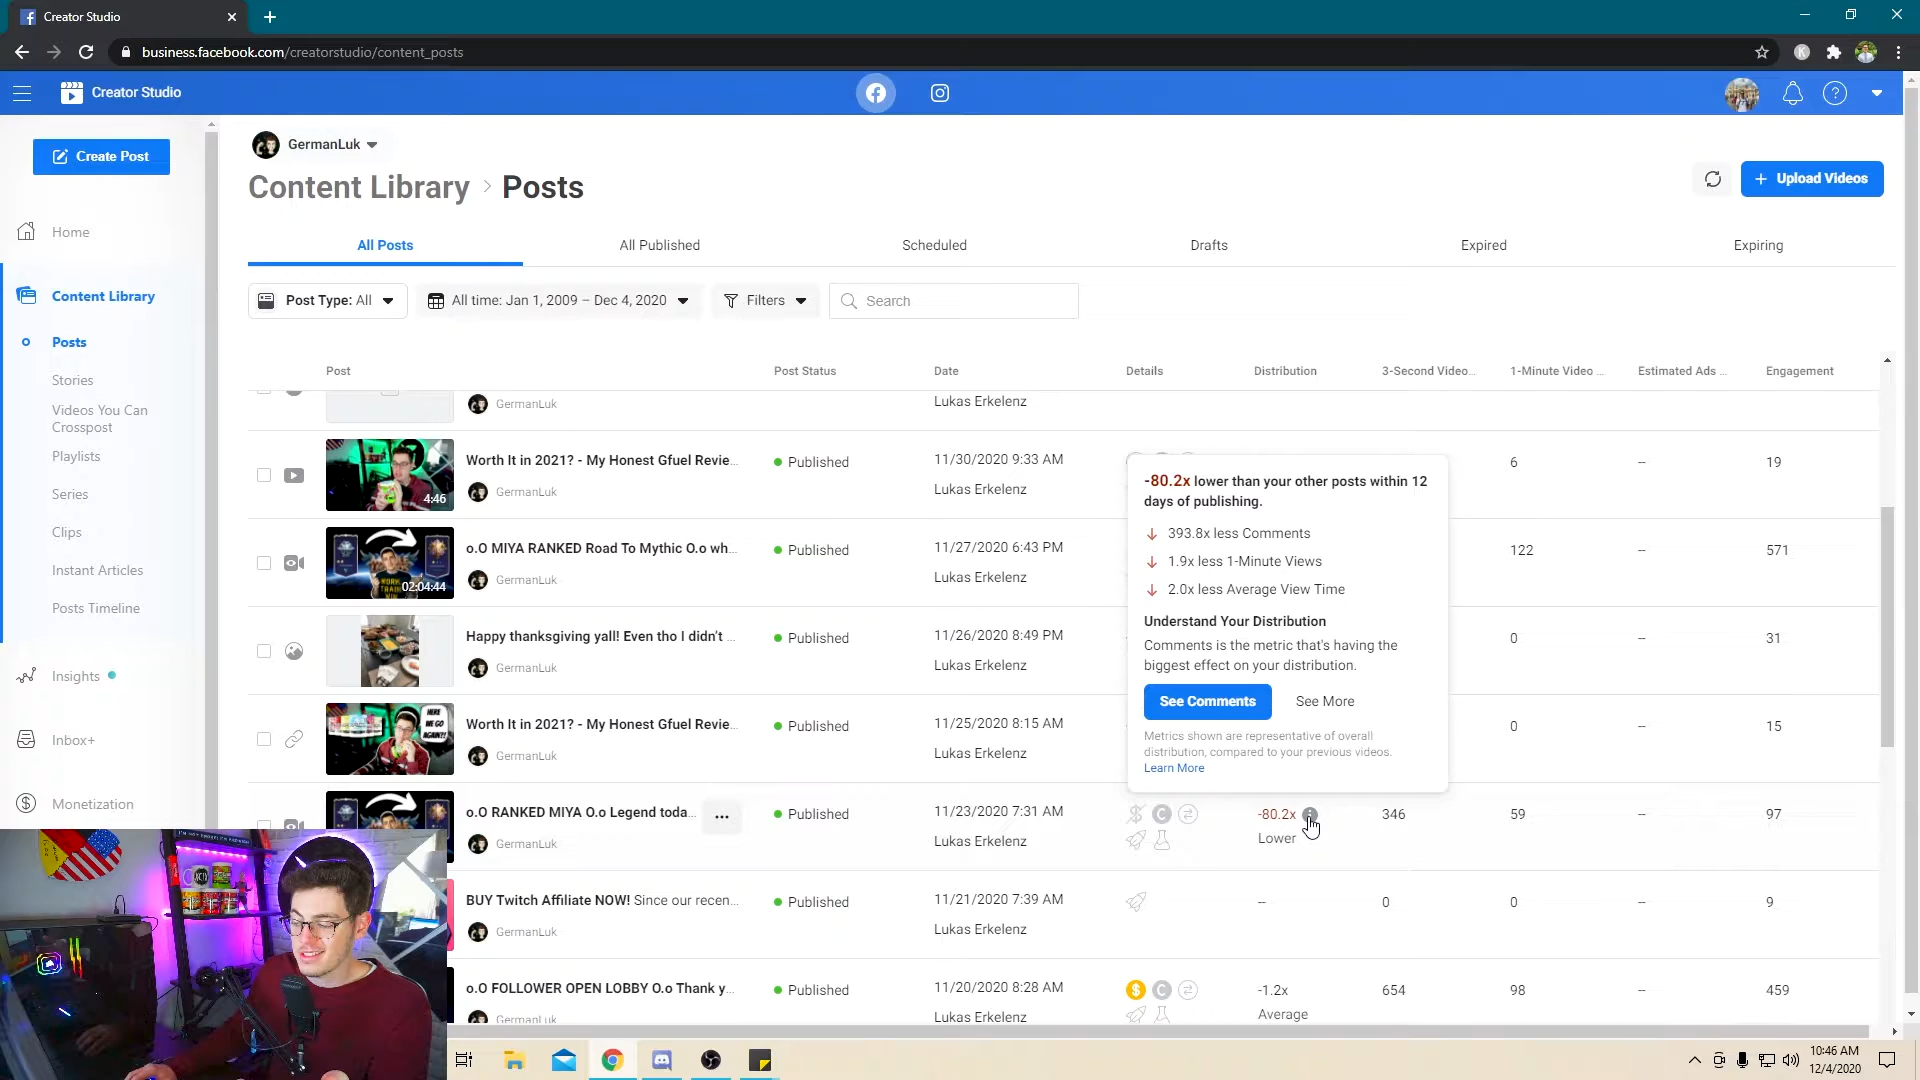 Creator Studio
business.facebook.com/creatorstudio/content_posts
Creator Studio
Create Post
Home
Content Library
Posts
Stories
Videos You Can
Crosspost
Playlists
Series
Clips
Instant Articles
Posts Timeline
Insights
Inbox+
Monetization
GermanLuk
Content Library > Posts
+ Upload Videos
All Posts All Published Scheduled Drafts Expired Expiring
Post Type: All All time: Jan 1, 2009 – Dec 4, 2020 Filters Search
Post Post Status Date Details Distribution 3-Second Video... 1-Minute Video ... Estimated Ads ... Engagement
GermanLuk Lukas Erkelenz
4:46
Worth It in 2021? - My Honest Gfuel Revie... Published 11/30/2020 9:33 AM 6 -- 19
GermanLuk Lukas Erkelenz
02:04:44
o.O MIYA RANKED Road To Mythic O.o wh... Published 11/27/2020 6:43 PM 122 -- 571
GermanLuk Lukas Erkelenz
Happy thanksgiving yall! Even tho I didn't ... Published 11/26/2020 8:49 PM 0 -- 31
GermanLuk Lukas Erkelenz
HERE
WE GO
AGAIN?!
Worth It in 2021? - My Honest Gfuel Revie... Published 11/25/2020 8:15 AM 0 -- 15
GermanLuk Lukas Erkelenz
o.O RANKED MIYA O.o Legend toda... ... Published 11/23/2020 7:31 AM -80.2x 346 59 -- 97
GermanLuk Lukas Erkelenz Lower
BUY Twitch Affiliate NOW! Since our recen... Published 11/21/2020 7:39 AM -- 0 0 -- 9
GermanLuk Lukas Erkelenz
o.O FOLLOWER OPEN LOBBY O.o Thank y... Published 11/20/2020 8:28 AM -1.2x 654 98 -- 459
GermanLuk Lukas Erkelenz Average
-80.2x lower than your other posts within 12
days of publishing.
393.8x less Comments
1.9x less 1-Minute Views
2.0x less Average View Time
Understand Your Distribution
Comments is the metric that's having the
biggest effect on your distribution.
See Comments See More
Metrics shown are representative of overall
distribution, compared to your previous videos.
Learn More
10:46 AM
12/4/2020